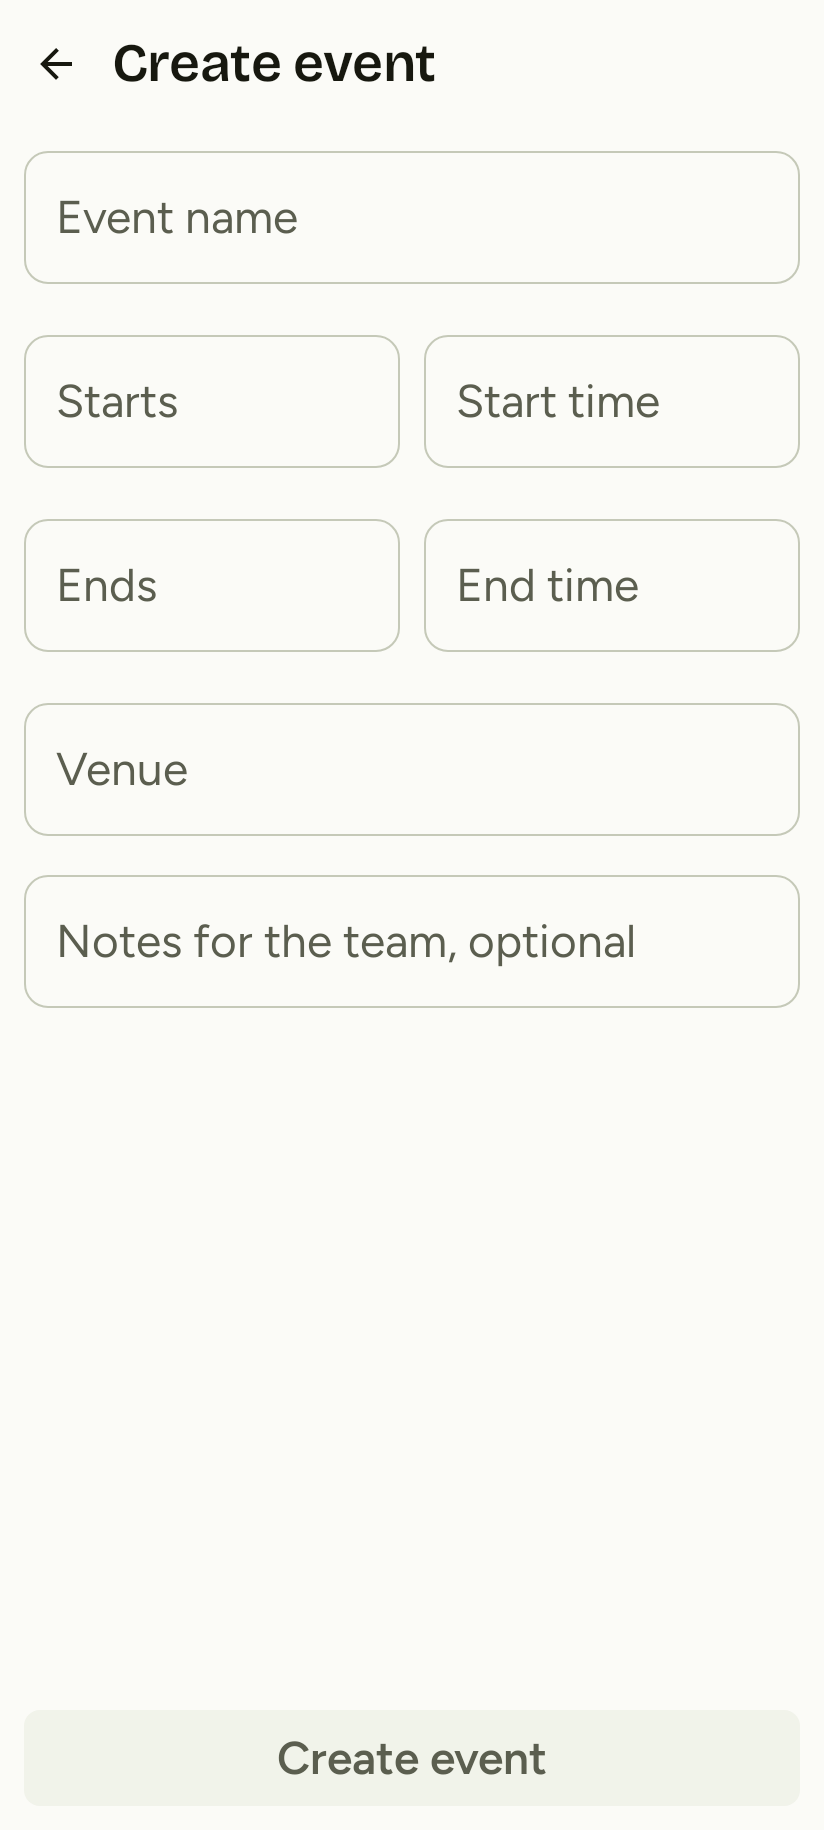 Create event
Event name
Starts
Start time
Ends
End time
Venue
Notes for the team, optional
Create event